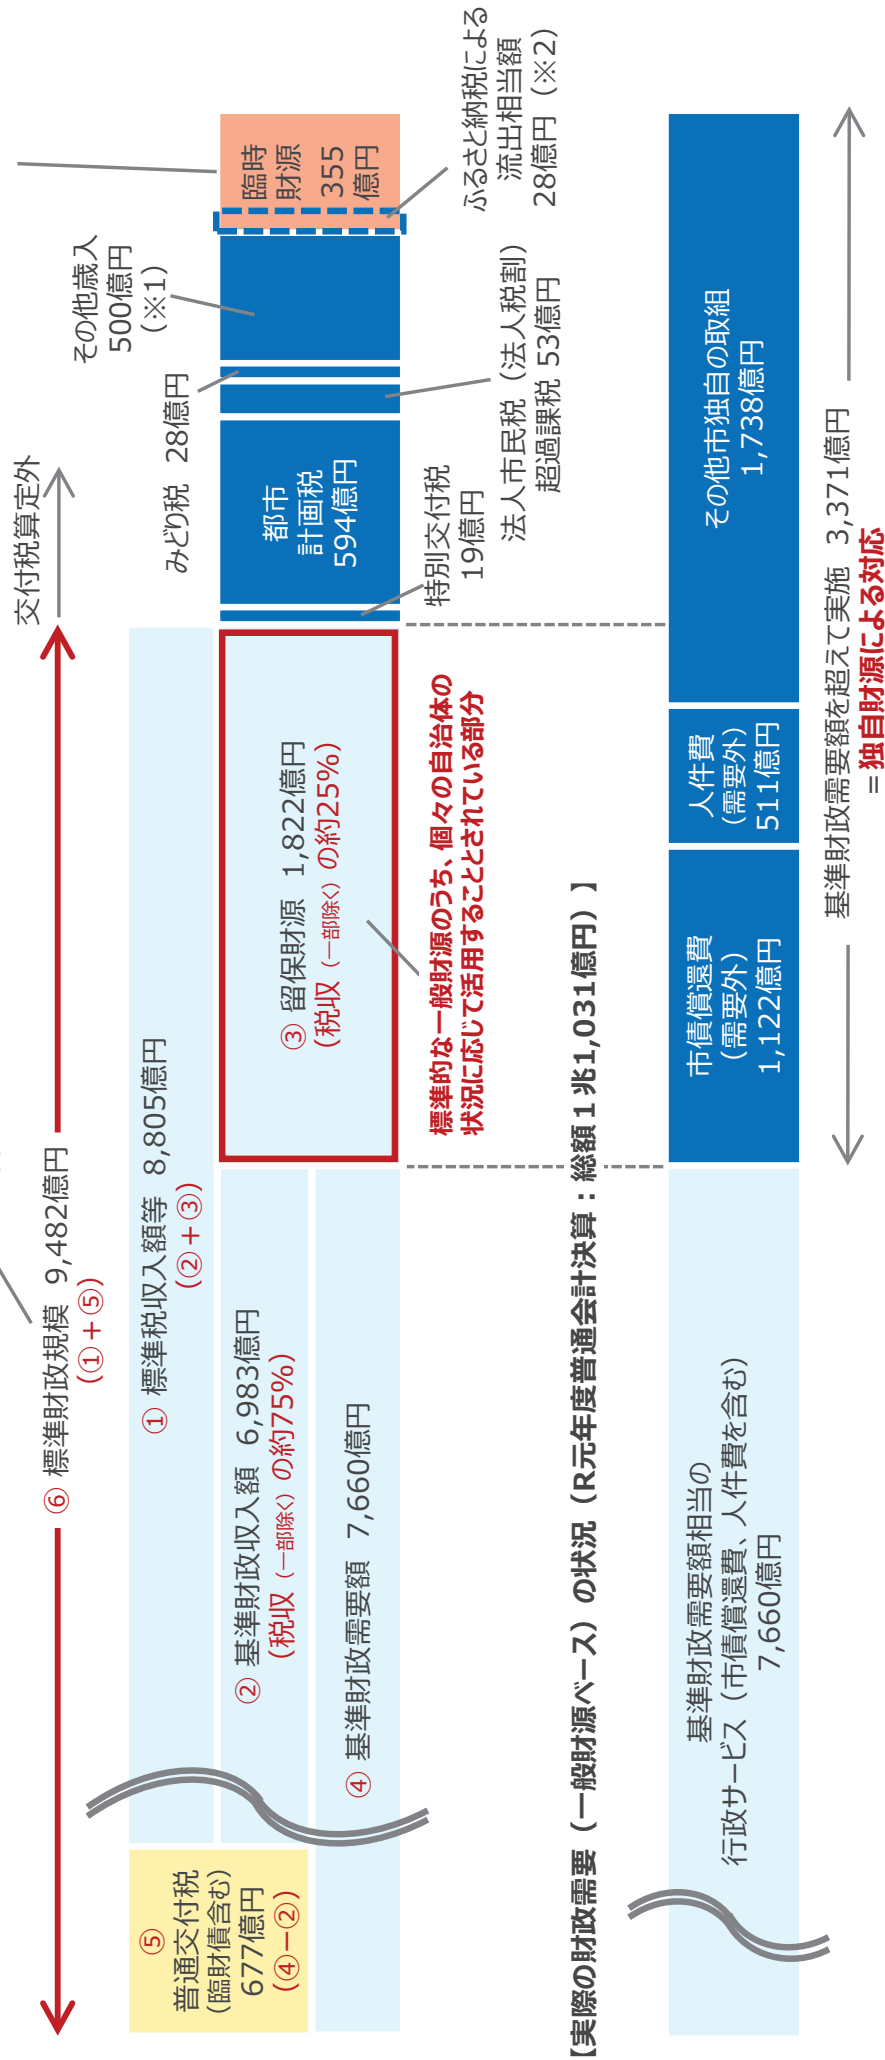 ⑥ 標準財政規模 9,482億円
(①+⑤)
交付税算定外
⑤
普通交付税
(臨財債含む)
677億円
(④-②)
① 標準税収入額等 8,805億円
(②+③)
② 基準財政収入額 6,983億円
(税収(一部除く)の約75%)
③ 留保財源 1,822億円
(税収(一部除く)の約25%)
④ 基準財政需要額 7,660億円
標準的な一般財源のうち、個々の自治体の
状況に応じて活用することとされている部分
特別交付税
19億円
都市
計画税
594億円
法人市民税(法人税割)
超過課税 53億円
みどり税 28億円
その他歳入
500億円
(※1)
臨時
財源
355
億円
ふるさと納税による
流出相当額
28億円(※2)
【実際の財政需要(一般財源ベース)の状況(R元年度普通会計決算:総額1兆1,031億円)】
基準財政需要額相当の
行政サービス(市債償還費、人件費を含む)
7,660億円
市債償還費
(需要外)
1,122億円
人件費
(需要外)
511億円
その他市独自の取組
1,738億円
基準財政需要額を超えて実施 3,371億円
=独自財源による対応